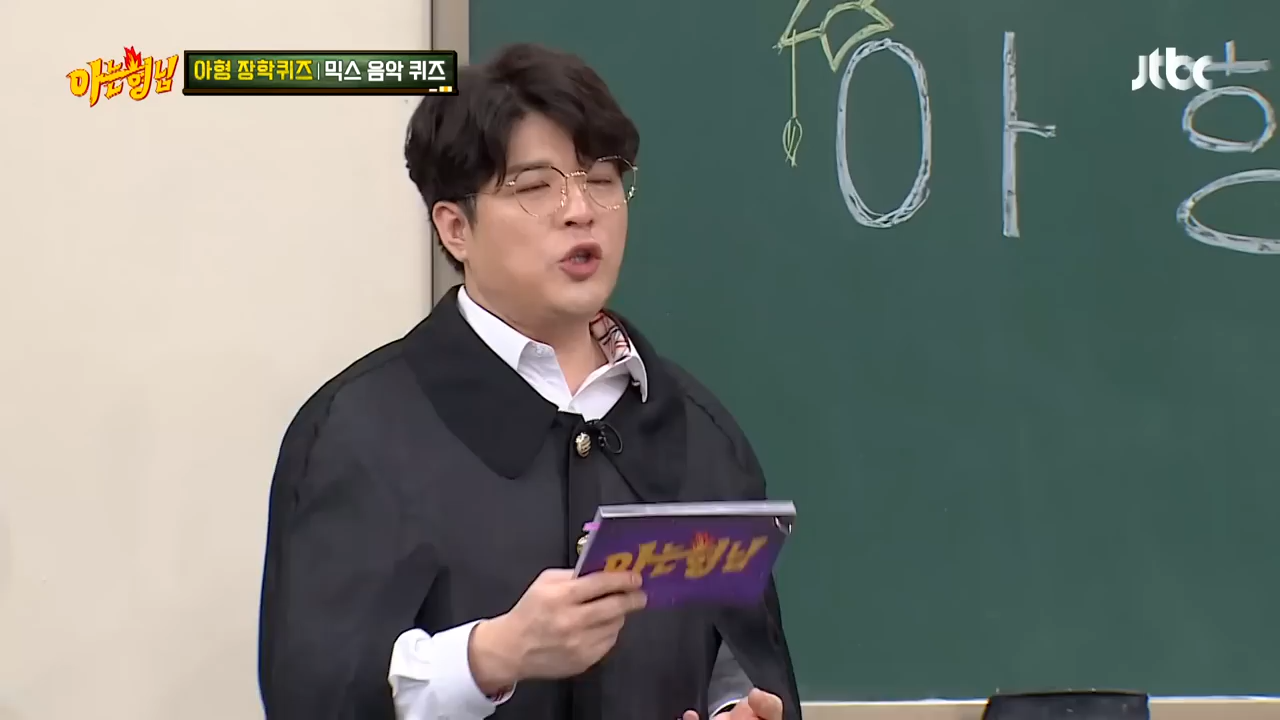 아는형님
아형 장학퀴즈 | 믹스 음악 퀴즈
jtbc
아형
아는형님